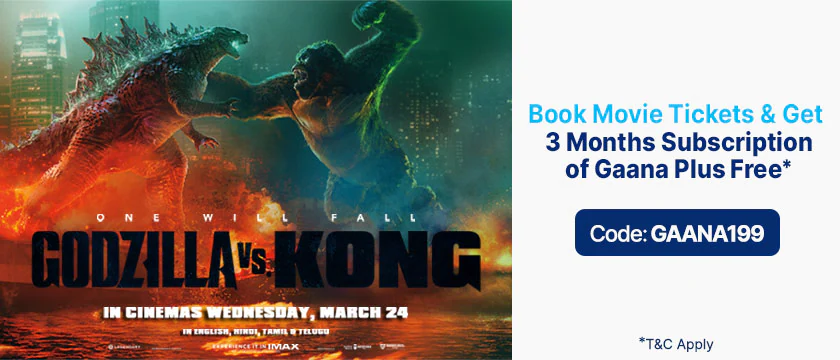 ONE WILL FALL
GODZILLA VS. KONG
IN CINEMAS WEDNESDAY, MARCH 24
IN ENGLISH, HINDI, TAMIL & TELUGU
LEGENDARY
EXPERIENCE IT IN IMAX
Book Movie Tickets & Get
3 Months Subscription
of Gaana Plus Free*
Code: GAANA199
*T&C Apply